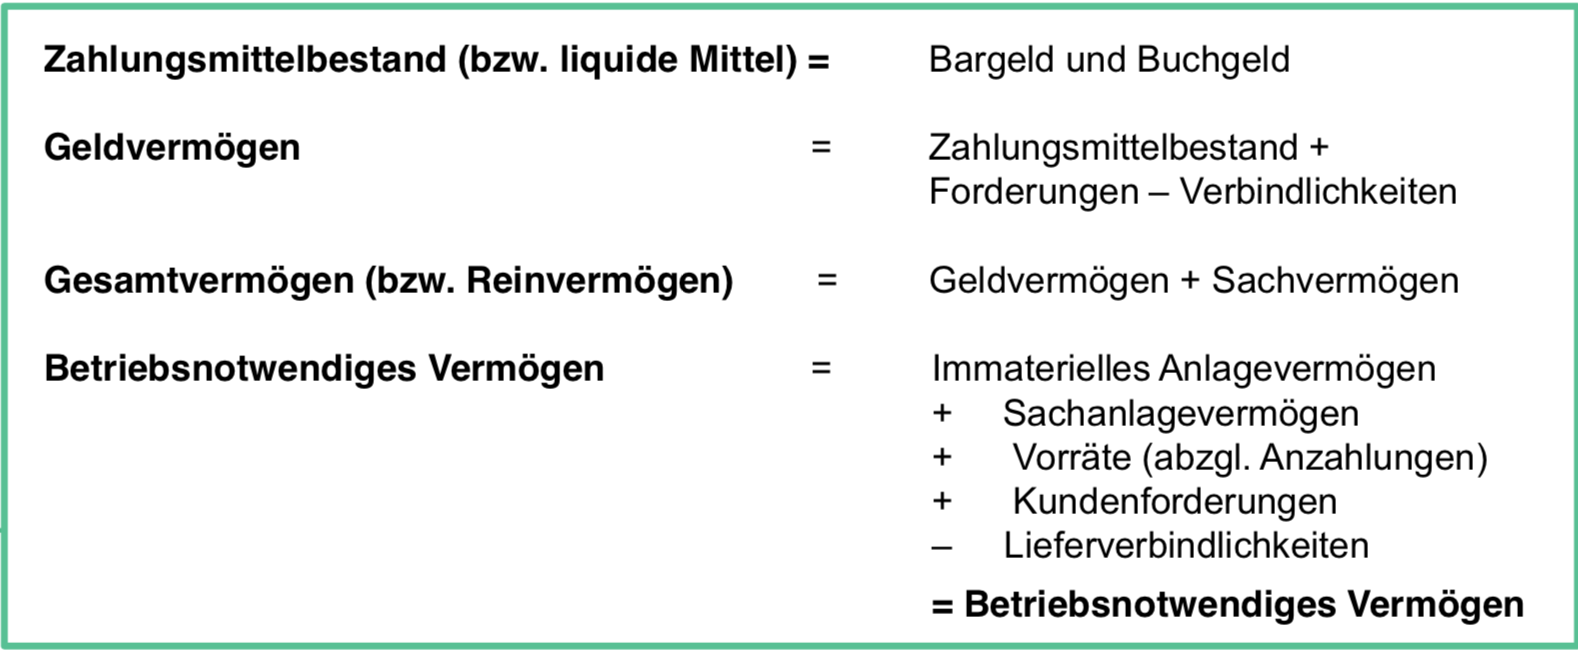 Zahlungsmittelbestand (bzw. liquide Mittel) = Bargeld und Buchgeld
Geldvermögen = Zahlungsmittelbestand +
Forderungen – Verbindlichkeiten
Gesamtvermögen (bzw. Reinvermögen) = Geldvermögen + Sachvermögen
Betriebsnotwendiges Vermögen = Immaterielles Anlagevermögen
+ Sachanlagevermögen
+ Vorräte (abzgl. Anzahlungen)
+ Kundenforderungen
– Lieferverbindlichkeiten
= Betriebsnotwendiges Vermögen